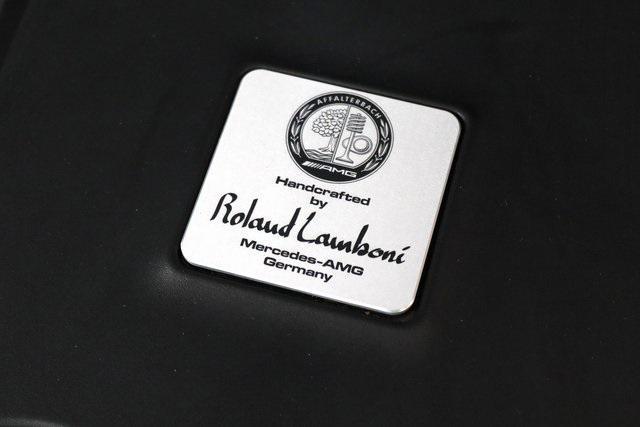 AFFALTERBACH
AMG
Handcrafted
by
Roland Lamboni
Mercedes-AMG
Germany